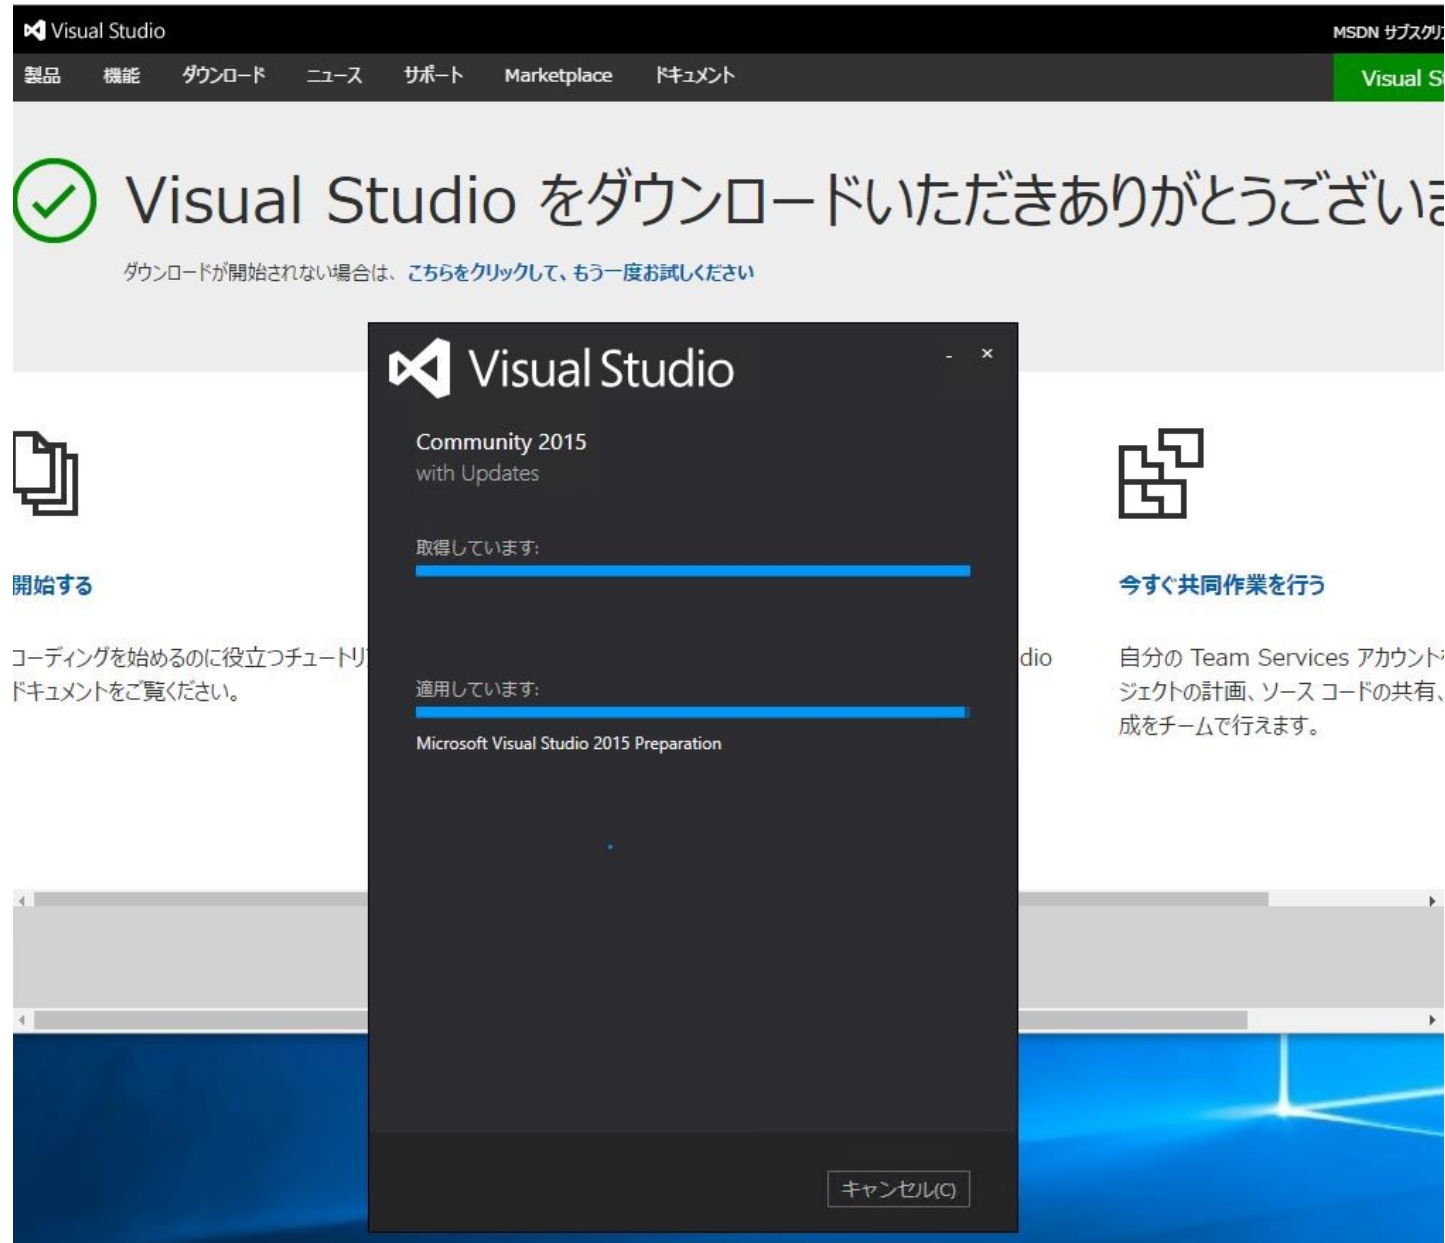 Visual Studio
MSDN サブスクリ
製品 機能 ダウンロード ニュース サポート Marketplace ドキュメント
Visual
Visual Studio をダウンロードいただきありがとうござい
ダウンロードが開始されない場合は、こちらをクリックして、もう一度お試しください
Visual Studio
Community 2015
with Updates
取得しています:
適用しています:
Microsoft Visual Studio 2015 Preparation
キャンセル(C)
開始する
コーディングを始めるのに役立つチュートリ
ドキュメントをご覧ください。
dio
今すぐ共同作業を行う
自分の Team Services アカウント
ジェクトの計画、ソース コードの共有、
成をチームで行えます。